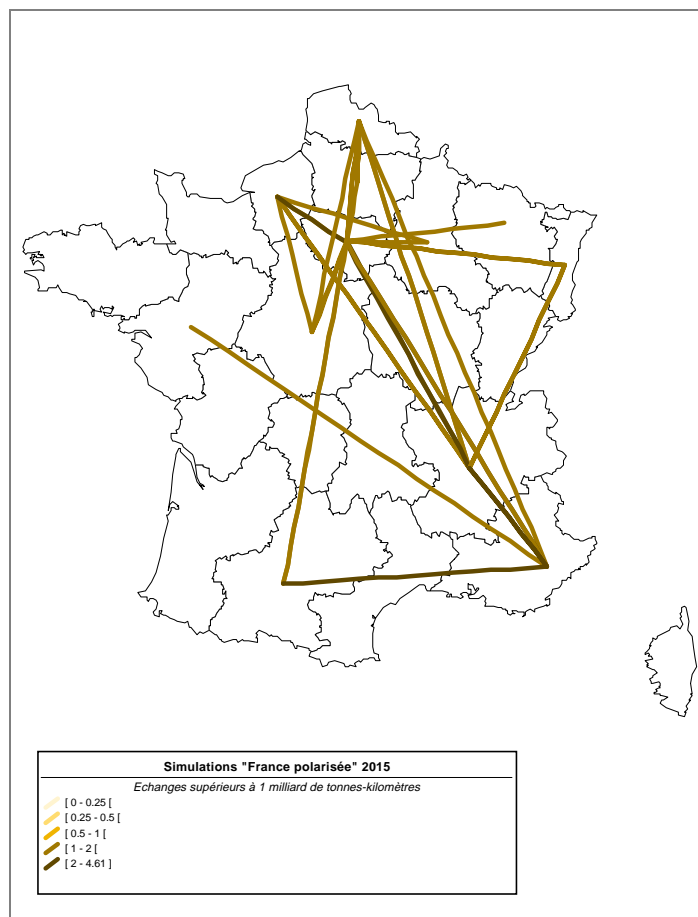 Simulations "France polarisée" 2015
Echanges supérieurs à 1 milliard de tonnes-kilomètres
[ 0 - 0.25 [
[ 0.25 - 0.5 [
[ 0.5 - 1 [
[ 1 - 2 [
[ 2 - 4.61 ]